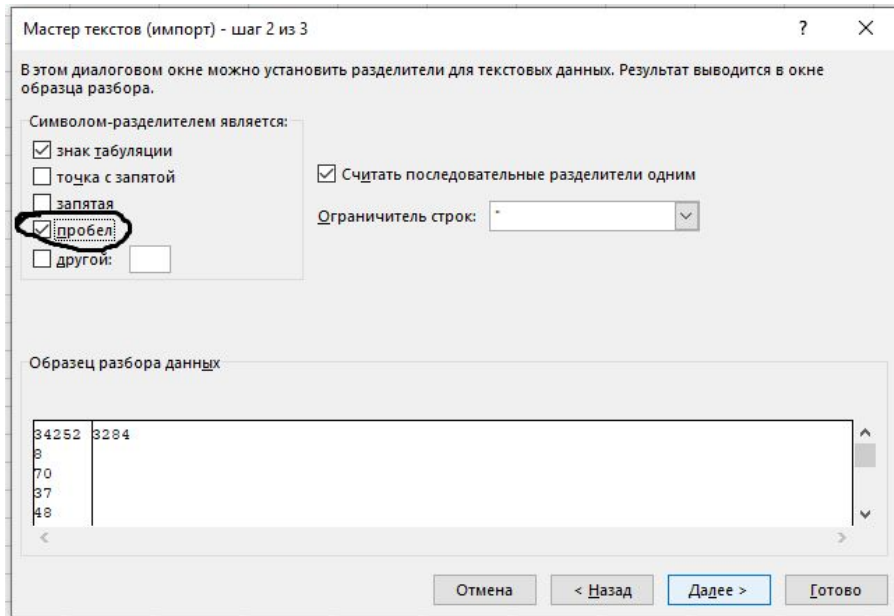 Мастер текстов (импорт) - шаг 2 из 3
?
В этом диалоговом окне можно установить разделители для текстовых данных. Результат выводится в окне
образца разбора.
Символом-разделителем является:
знак табуляции
точка с запятой
запятая
пробел
другой:
Считать последовательные разделители одним
Ограничитель строк: "
Образец разбора данных
34252 3284
8
70
37
48
Отмена
< Назад
Далее >
Готово